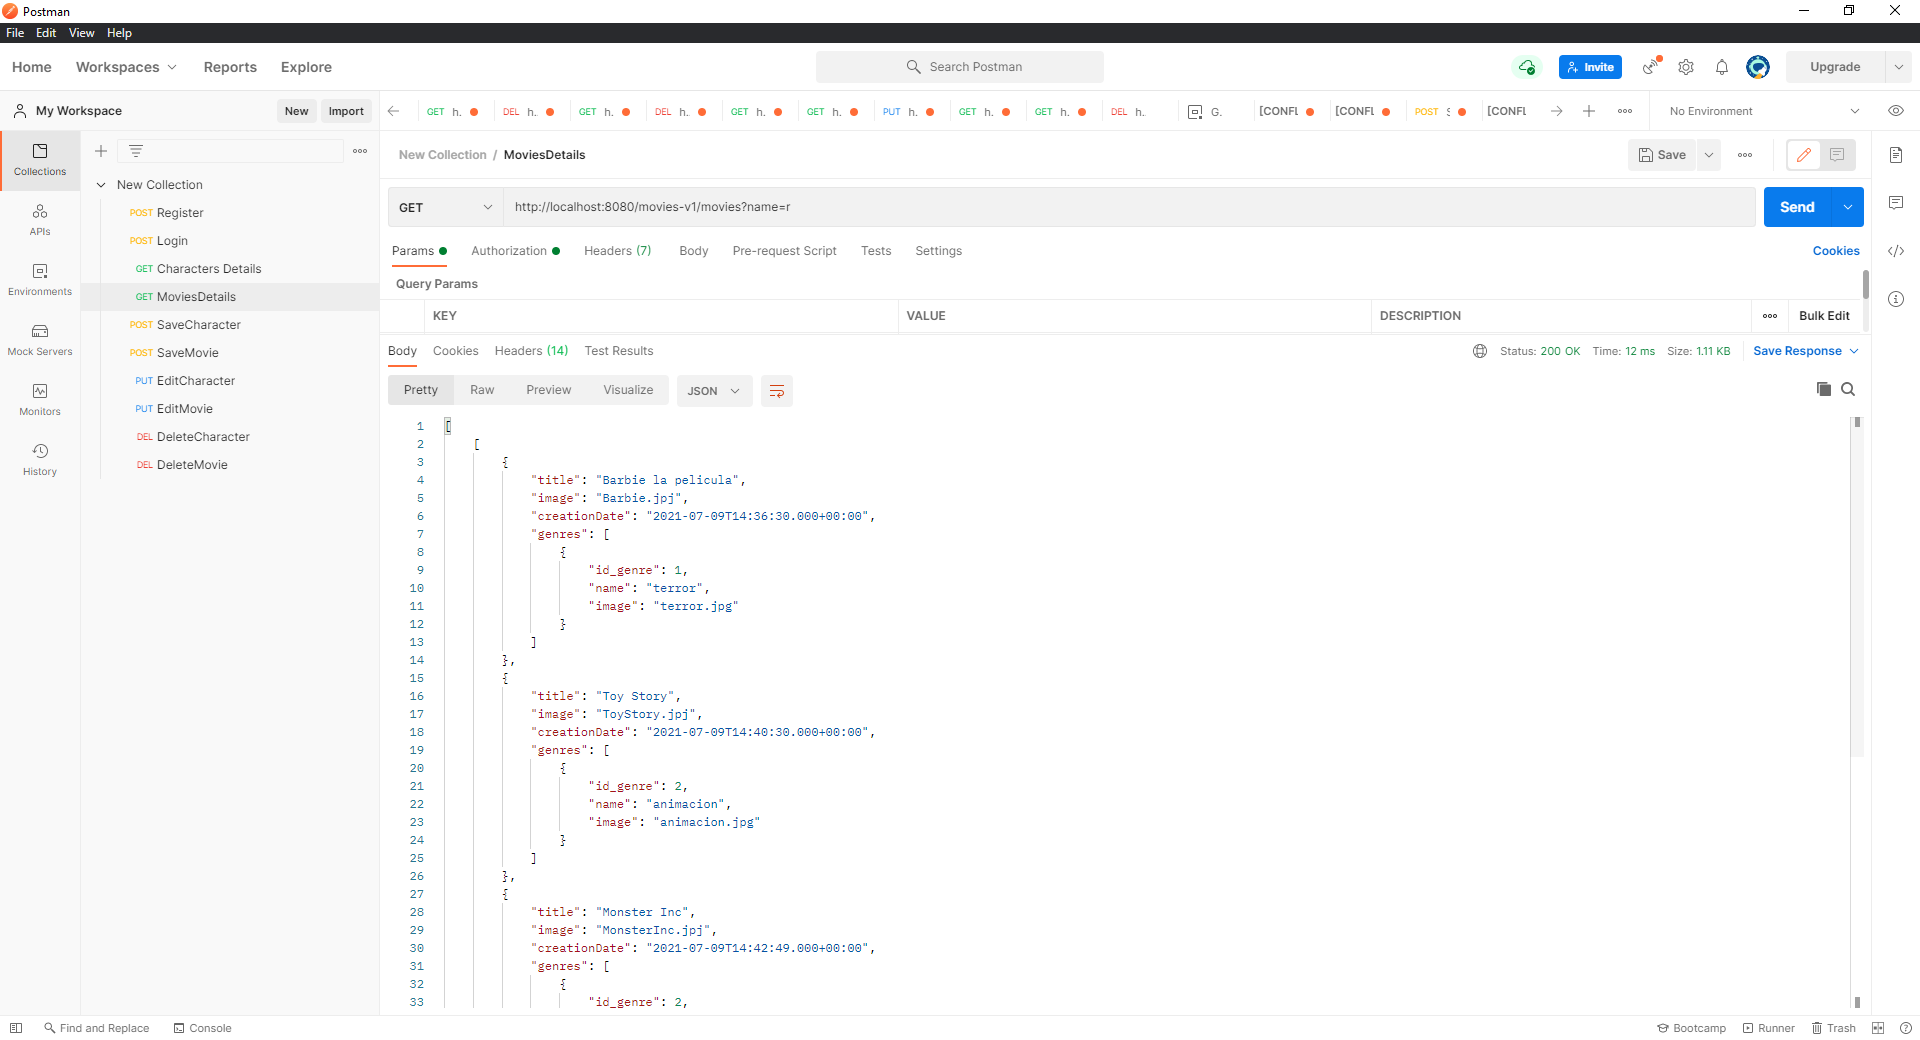 Postman
File Edit View Help
Home Workspaces Reports Explore Search Postman Invite Upgrade
My Workspace New Import
GET h. DEL h. GET h. DEL h. GET h. GET h. PUT h. GET h. GET h. DEL h. G. [CONFL [CONFL POST S [CONFL No Environment
Collections
APIs
Environments
Mock Servers
Monitors
History
New Collection
POST Register
POST Login
GET Characters Details
GET MoviesDetails
POST SaveCharacter
POST SaveMovie
PUT EditCharacter
PUT EditMovie
DEL DeleteCharacter
DEL DeleteMovie
New Collection / MoviesDetails Save
GET http://localhost:8080/movies-v1/movies?name=r Send
Params Authorization Headers (7) Body Pre-request Script Tests Settings Cookies
Query Params
KEY VALUE DESCRIPTION Bulk Edit
Body Cookies Headers (14) Test Results Status: 200 OK Time: 12 ms Size: 1.11 KB Save Response
Pretty Raw Preview Visualize JSON
1 [
2 [
3 {
4 "title": "Barbie la pelicula",
5 "image": "Barbie.jpj",
6 "creationDate": "2021-07-09T14:36:30.000+00:00",
7 "genres": [
8 {
9 "id_genre": 1,
10 "name": "terror",
11 "image": "terror.jpg"
12 }
13 ]
14 },
15 {
16 "title": "Toy Story",
17 "image": "ToyStory.jpj",
18 "creationDate": "2021-07-09T14:40:30.000+00:00",
19 "genres": [
20 {
21 "id_genre": 2,
22 "name": "animacion",
23 "image": "animacion.jpg"
24 }
25 ]
26 },
27 {
28 "title": "Monster Inc",
29 "image": "MonsterInc.jpj",
30 "creationDate": "2021-07-09T14:42:49.000+00:00",
31 "genres": [
32 {
33 "id_genre": 2,
Find and Replace Console Bootcamp Runner Trash